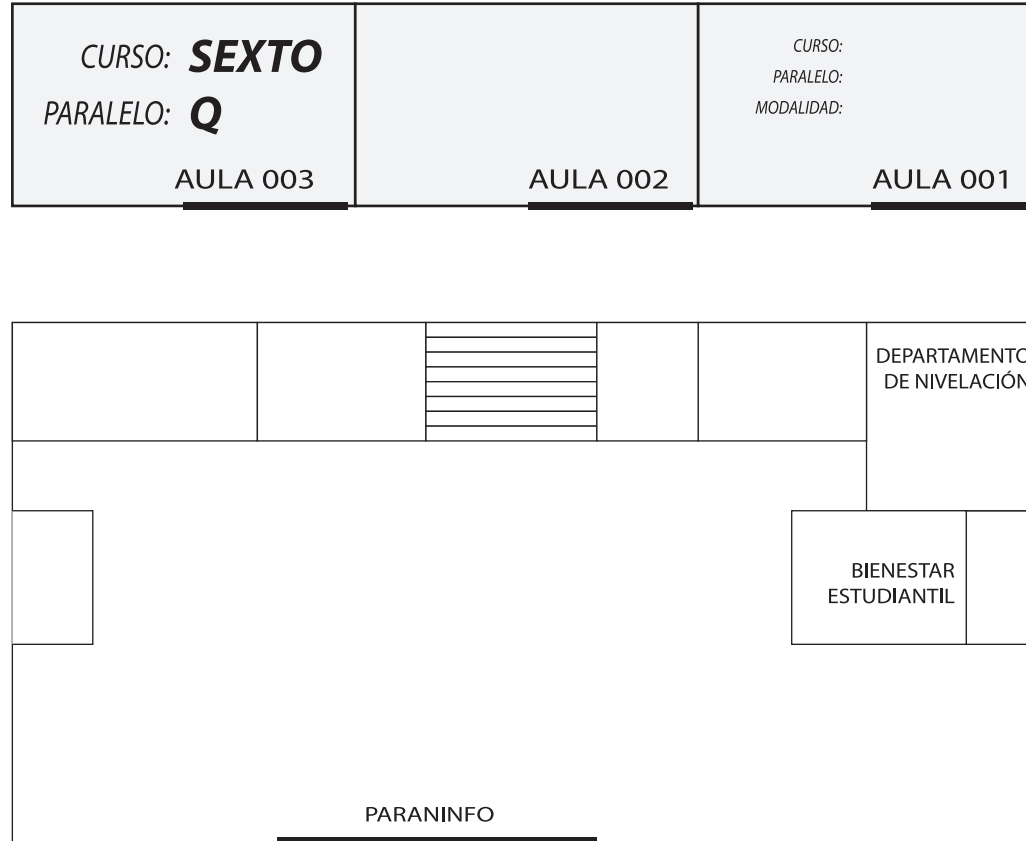 CURSO: SEXTO
PARALELO: Q
AULA 003
AULA 002
CURSO:
PARALELO:
MODALIDAD:
AULA 001
DEPARTAMENTO
DE NIVELACIÓN
BIENESTAR
ESTUDIANTIL
PARANINFO